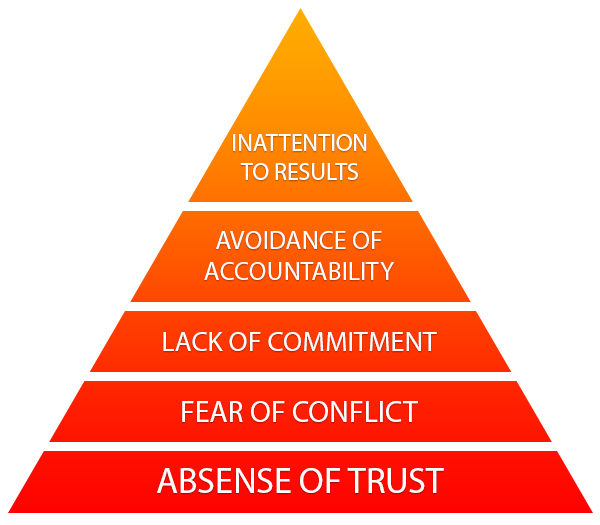 INATTENTION
TO RESULTS
AVOIDANCE OF
ACCOUNTABILITY
LACK OF COMMITMENT
FEAR OF CONFLICT
ABSENSE OF TRUST